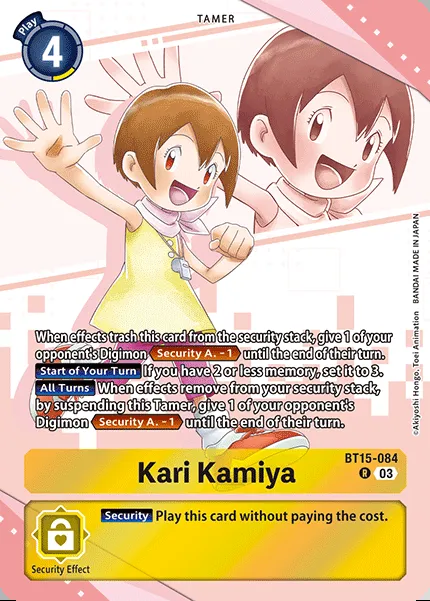 TAMER
Play
4
When effects trash this card from the security stack, give 1 of your
opponent's Digimon Security A. -1 until the end of their turn.
Start of Your Turn If you have 2 or less memory, set it to 3.
All Turns When effects remove from your security stack,
by suspending this Tamer, give 1 of your opponent's
Digimon Security A. -1 until the end of their turn.
©Akiyoshi Hongo, Toei Animation BANDAI MADE IN JAPAN
BT15-084
Kari Kamiya
R 03
Security Play this card without paying the cost.
Security Effect